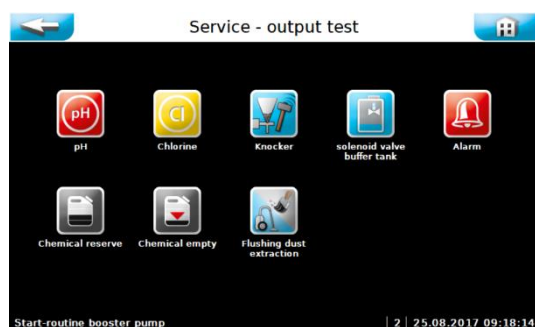 Service - output test
pH
Cl
pH
Chlorine
Knocker
solenoid valve
buffer tank
Alarm
Chemical reserve
Chemical empty
Flushing dust
extraction
Start-routine booster pump
2
25.08.2017 09:18:14